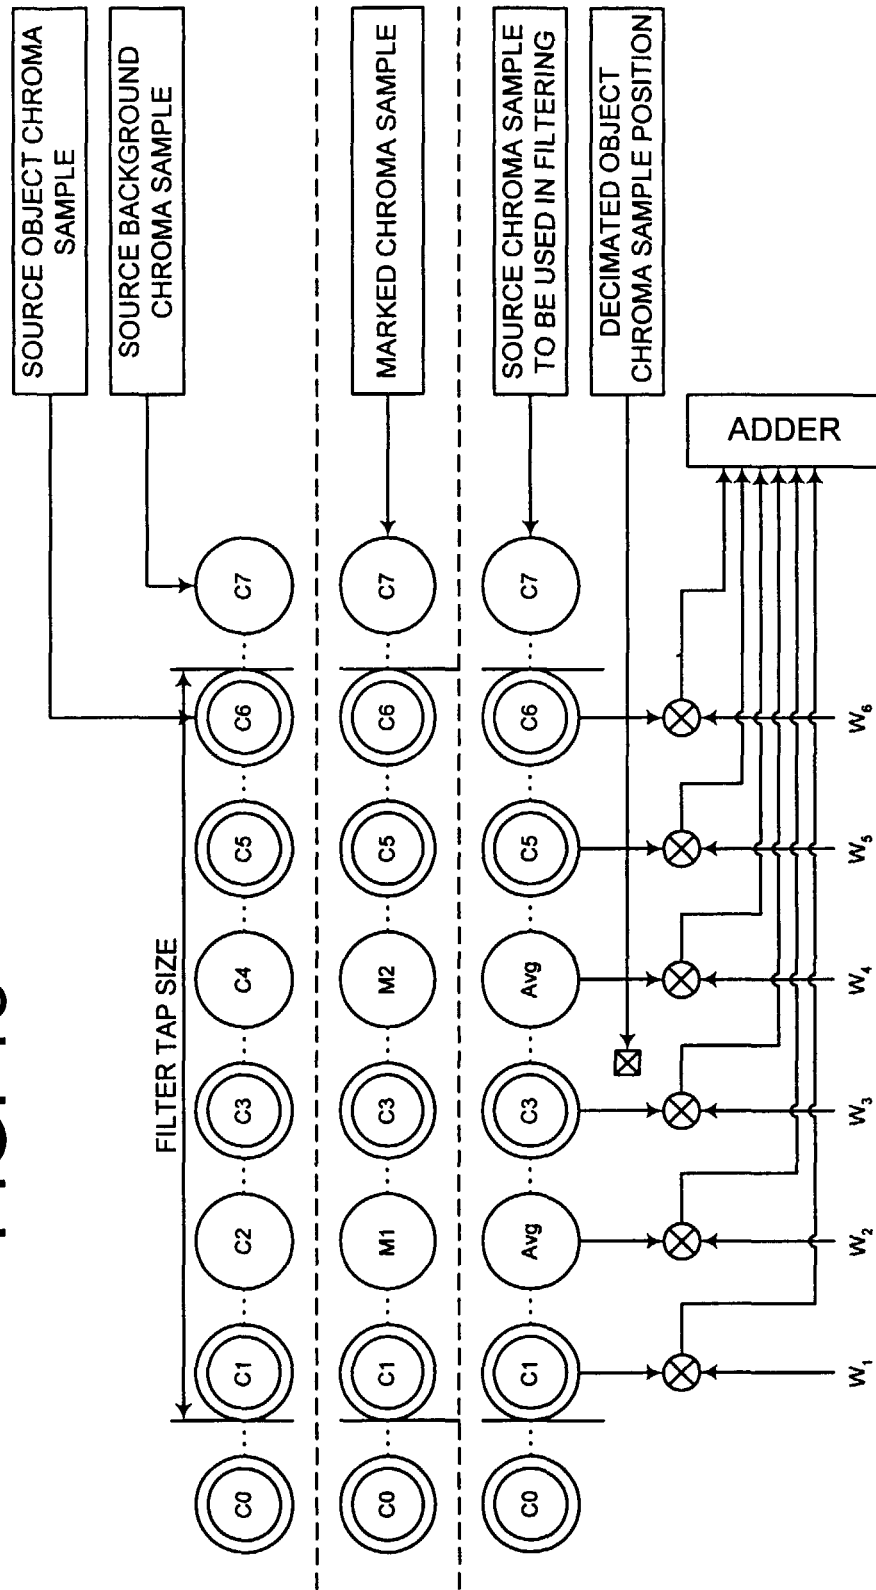 SOURCE OBJECT CHROMA
SAMPLE
SOURCE BACKGROUND
CHROMA SAMPLE
FILTER TAP SIZE
C0 C1 C2 C3 C4 C5 C6 C7
MARKED CHROMA SAMPLE
C0 C1 M1 C3 M2 C5 C6 C7
SOURCE CHROMA SAMPLE
TO BE USED IN FILTERING
C0 C1 Avg C3 Avg C5 C6 C7
DECIMATED OBJECT
CHROMA SAMPLE POSITION
ADDER
W1 W2 W3 W4 W5 W6